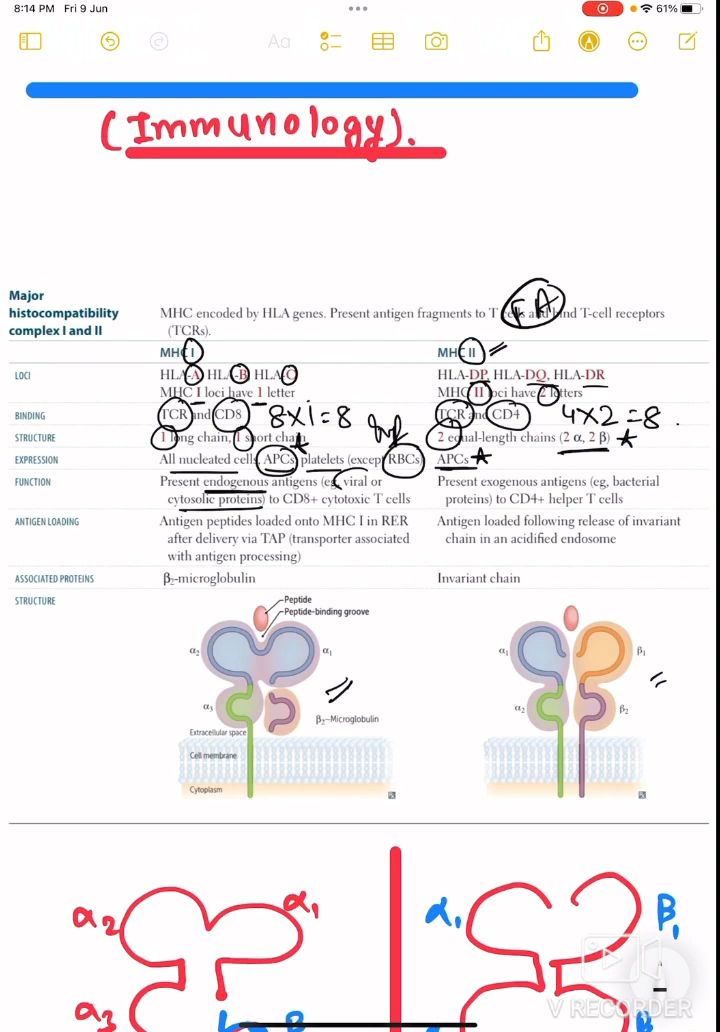 8:14 PM Fri 9 Jun
61%
Aa
(Immunology).
Major histocompatibility complex I and II
MHC encoded by HLA genes. Present antigen fragments to T cells and bind T-cell receptors
(TCRs).
FA
MHC I
MHC II =
LOCI
HLA-A, HLA-B, HLA-C
HLA-DP, HLA-DQ, HLA-DR
MHC I loci have 1 letter
MHC II loci have 2 letters
BINDING
TCR and CD8
8×1=8
TCR and CD4
4×2=8.
STRUCTURE
1 long chain, 1 short chain
2 equal-length chains (2 α, 2 β)
EXPRESSION
All nucleated cells, APCs, platelets (except RBCs)
APCs
FUNCTION
Present endogenous antigens (eg, viral or
cytosolic proteins) to CD8+ cytotoxic T cells
Present exogenous antigens (eg, bacterial
proteins) to CD4+ helper T cells
ANTIGEN LOADING
Antigen peptides loaded onto MHC I in RER
after delivery via TAP (transporter associated
with antigen processing)
Antigen loaded following release of invariant
chain in an acidified endosome
ASSOCIATED PROTEINS
β₂-microglobulin
Invariant chain
STRUCTURE
Peptide
Peptide-binding groove
α₂
α₁
α₁
β₁
α₃
β₂–Microglobulin
α₂
β₂
Extracellular space
Cell membrane
Cytoplasm
α₂
α₁
α₁
β₁
α₃
V RECORDER